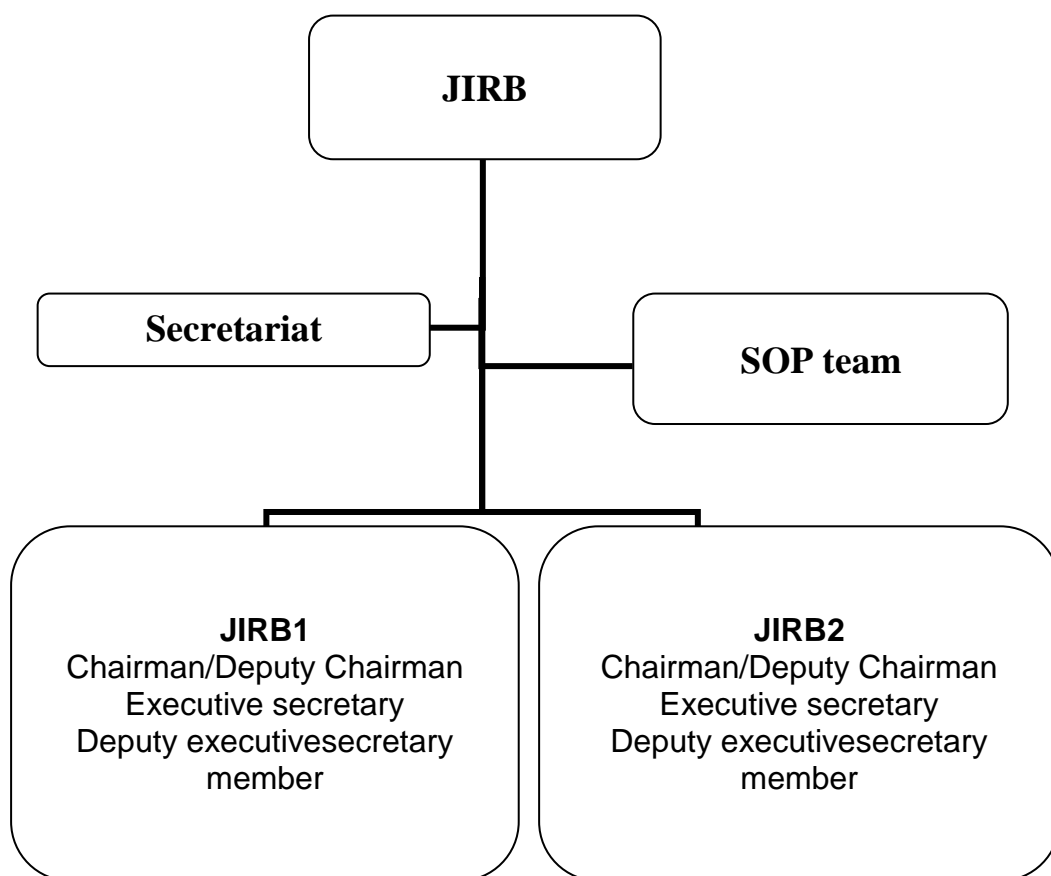 JIRB
Secretariat
SOP team
JIRB1
Chairman/Deputy Chairman
Executive secretary
Deputy executivesecretary
member
JIRB2
Chairman/Deputy Chairman
Executive secretary
Deputy executivesecretary
member